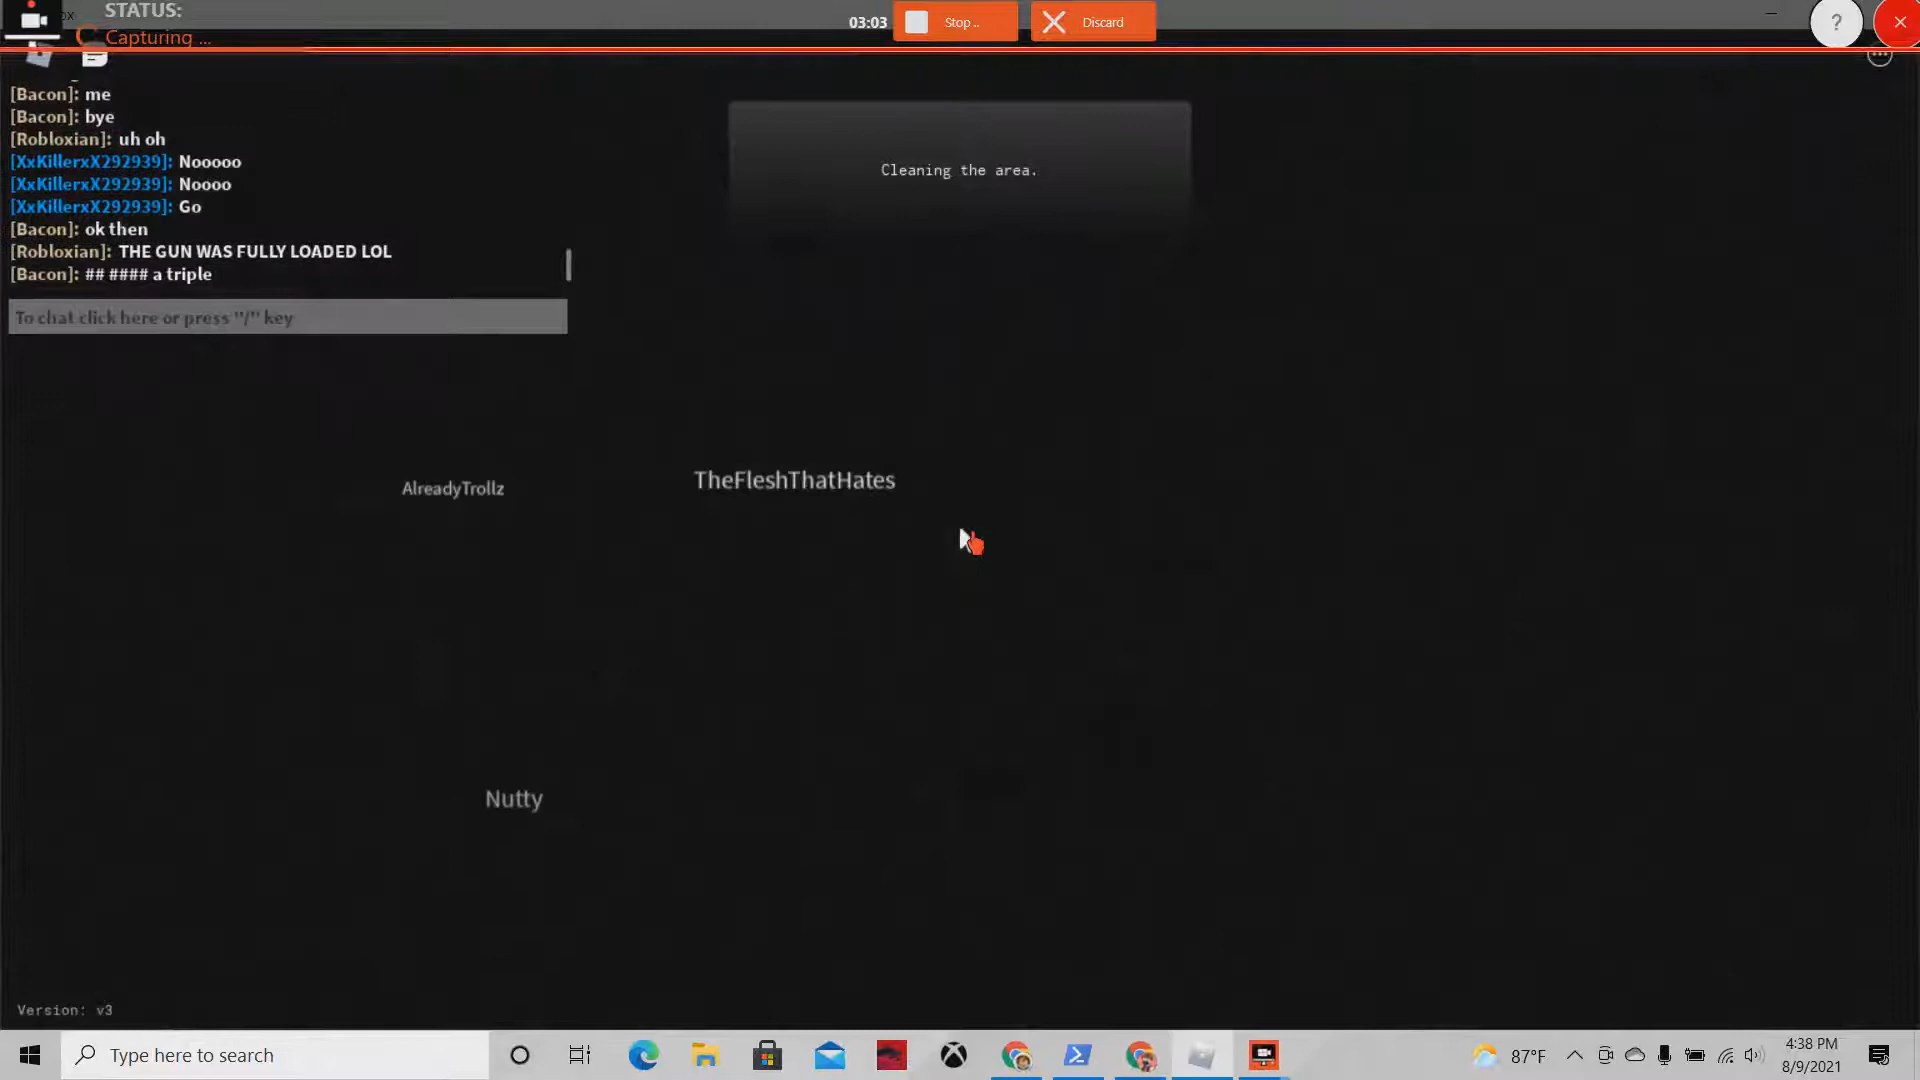 STATUS:
Capturing ...
03:03
Stop ..
Discard
?
[Bacon]: me
[Bacon]: bye
[Robloxian]: uh oh
[XxKillerxX292939]: Nooooo
[XxKillerxX292939]: Noooo
[XxKillerxX292939]: Go
[Bacon]: ok then
[Robloxian]: THE GUN WAS FULLY LOADED LOL
[Bacon]: ## #### a triple
To chat click here or press "/" key
Cleaning the area.
AlreadyTrollz
TheFleshThatHates
Nutty
Version: v3
Type here to search
87°F
4:38 PM
8/9/2021